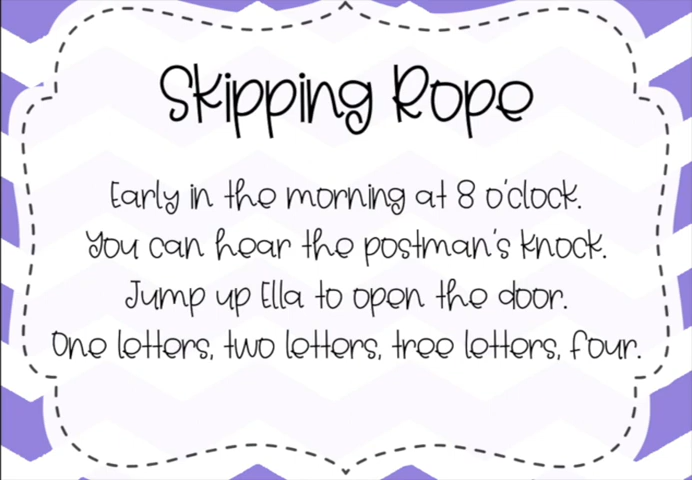 Skipping Rope
Early in the morning at 8 o'clock.
You can hear the postman's knock.
Jump up Ella to open the door.
One letters, two letters, tree letters, four.